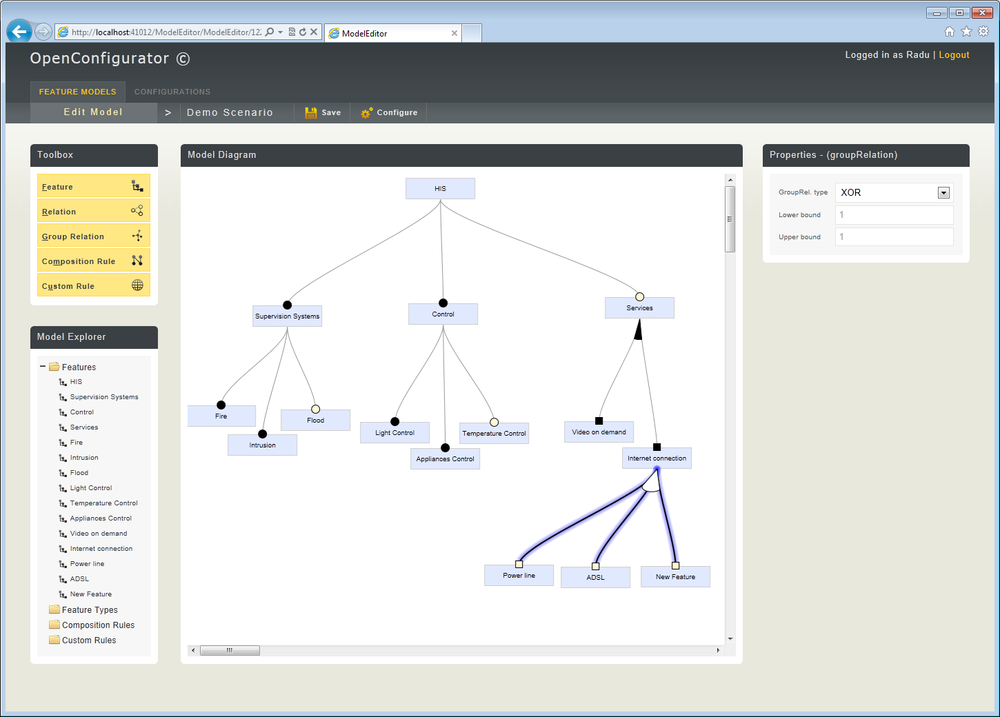 http://localhost:41012/ModelEditor/ModelEditor/122
ModelEditor
OpenConfigurator ©
Logged in as Radu | Logout
FEATURE MODELS
CONFIGURATIONS
Edit Model
>
Demo Scenario
Save
Configure
Toolbox
Feature
Relation
Group Relation
Composition Rule
Custom Rule
Model Explorer
Features
HIS
Supervision Systems
Control
Services
Fire
Intrusion
Flood
Light Control
Temperature Control
Appliances Control
Video on demand
Internet connection
Power line
ADSL
New Feature
Feature Types
Composition Rules
Custom Rules
Model Diagram
HIS
Supervision Systems
Control
Services
Fire
Intrusion
Flood
Light Control
Appliances Control
Temperature Control
Video on demand
Internet connection
Power line
ADSL
New Feature
Properties - (groupRelation)
GroupRel. type
XOR
Lower bound
1
Upper bound
1